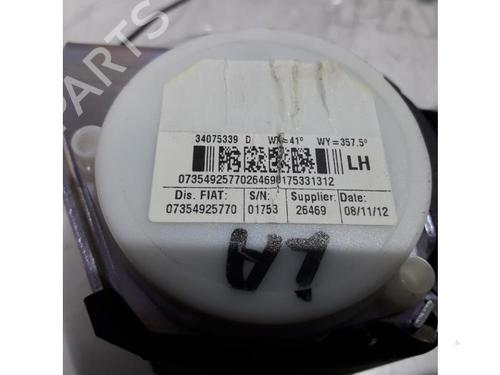 34075339 D WX=41° WY=357.5°
LH
07354925770264690175331312
Dis. FIAT: S/N: Supplier: Date:
07354925770 01753 26469 08/11/12
LA
B-PARTS